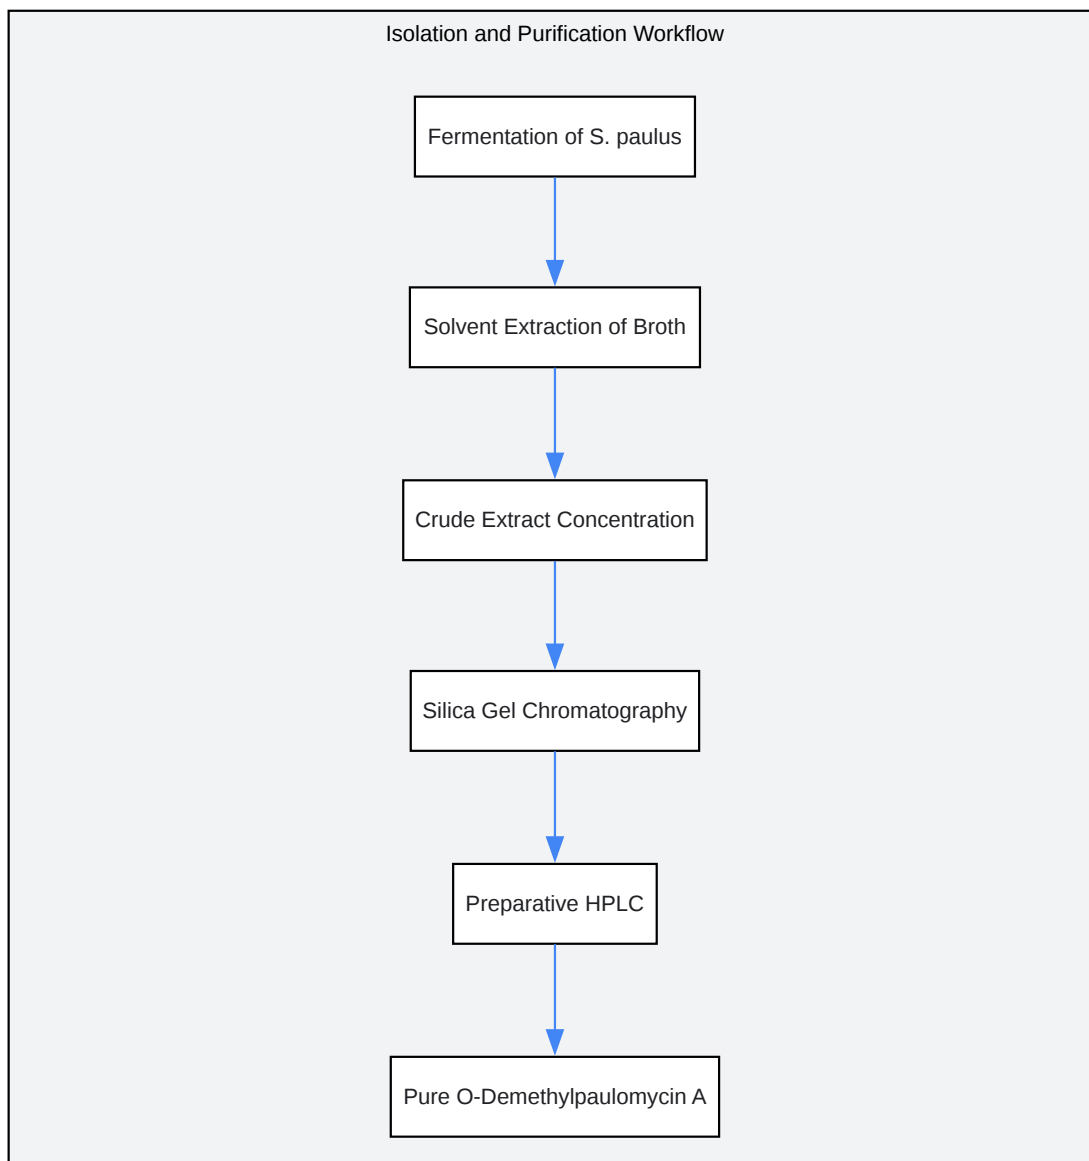 Isolation and Purification Workflow
Fermentation of S. paulus
Solvent Extraction of Broth
Crude Extract Concentration
Silica Gel Chromatography
Preparative HPLC
Pure O-Demethylpaulomycin A